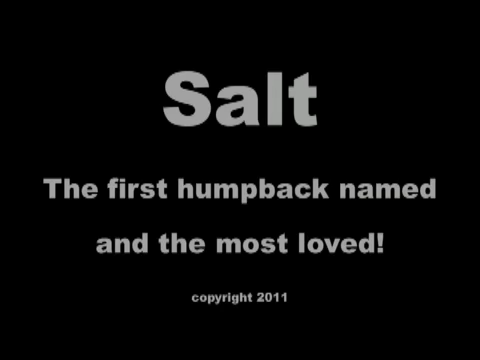 Salt
The first humpback named
and the most loved!
copyright 2011